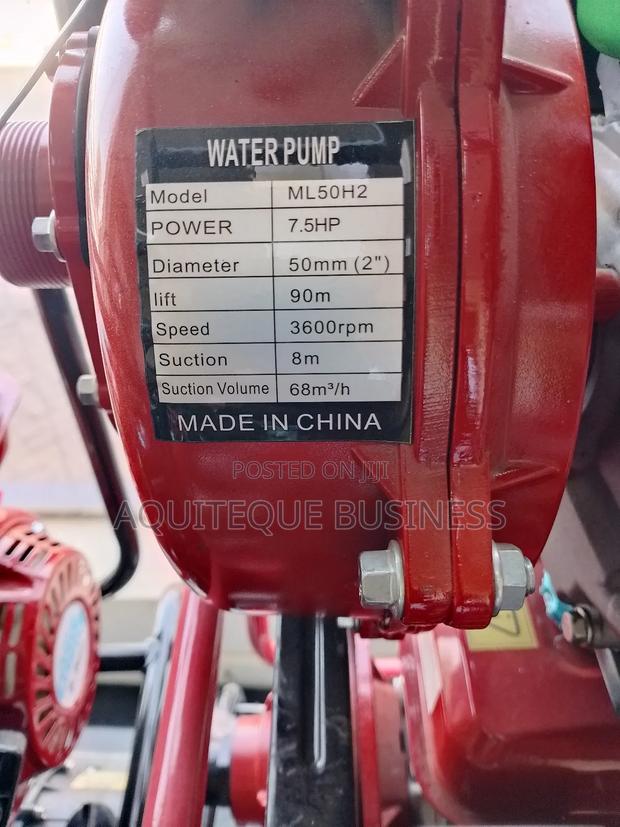 WATER PUMP
Model ML50H2
POWER 7.5HP
Diameter 50mm (2")
lift 90m
Speed 3600rpm
Suction 8m
Suction Volume 68m³/h
MADE IN CHINA
POSTED ON JIJI
AQUITEQUE BUSINESS